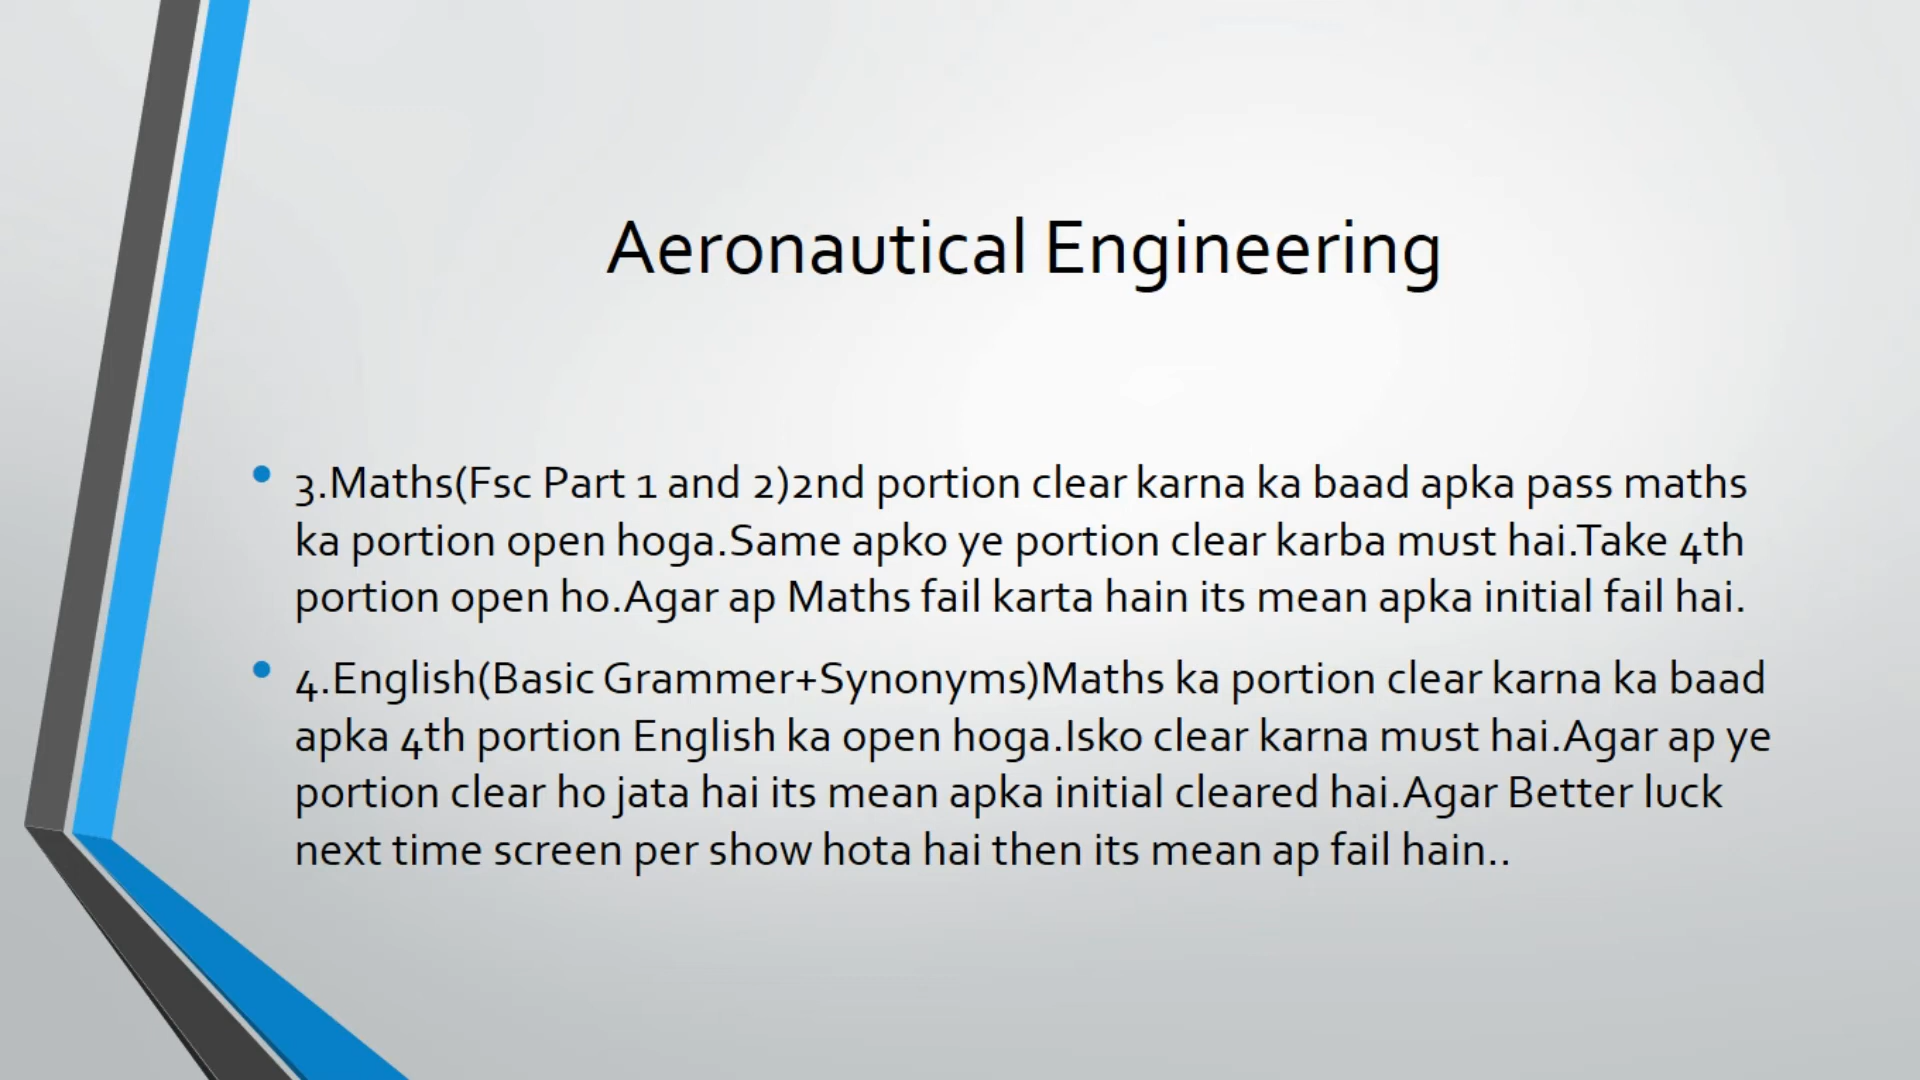 Aeronautical Engineering
3.Maths(Fsc Part 1 and 2)2nd portion clear karna ka baad apka pass maths
ka portion open hoga.Same apko ye portion clear karba must hai.Take 4th
portion open ho.Agar ap Maths fail karta hain its mean apka initial fail hai.
4.English(Basic Grammer+Synonyms)Maths ka portion clear karna ka baad
apka 4th portion English ka open hoga.Isko clear karna must hai.Agar ap ye
portion clear ho jata hai its mean apka initial cleared hai.Agar Better luck
next time screen per show hota hai then its mean ap fail hain..